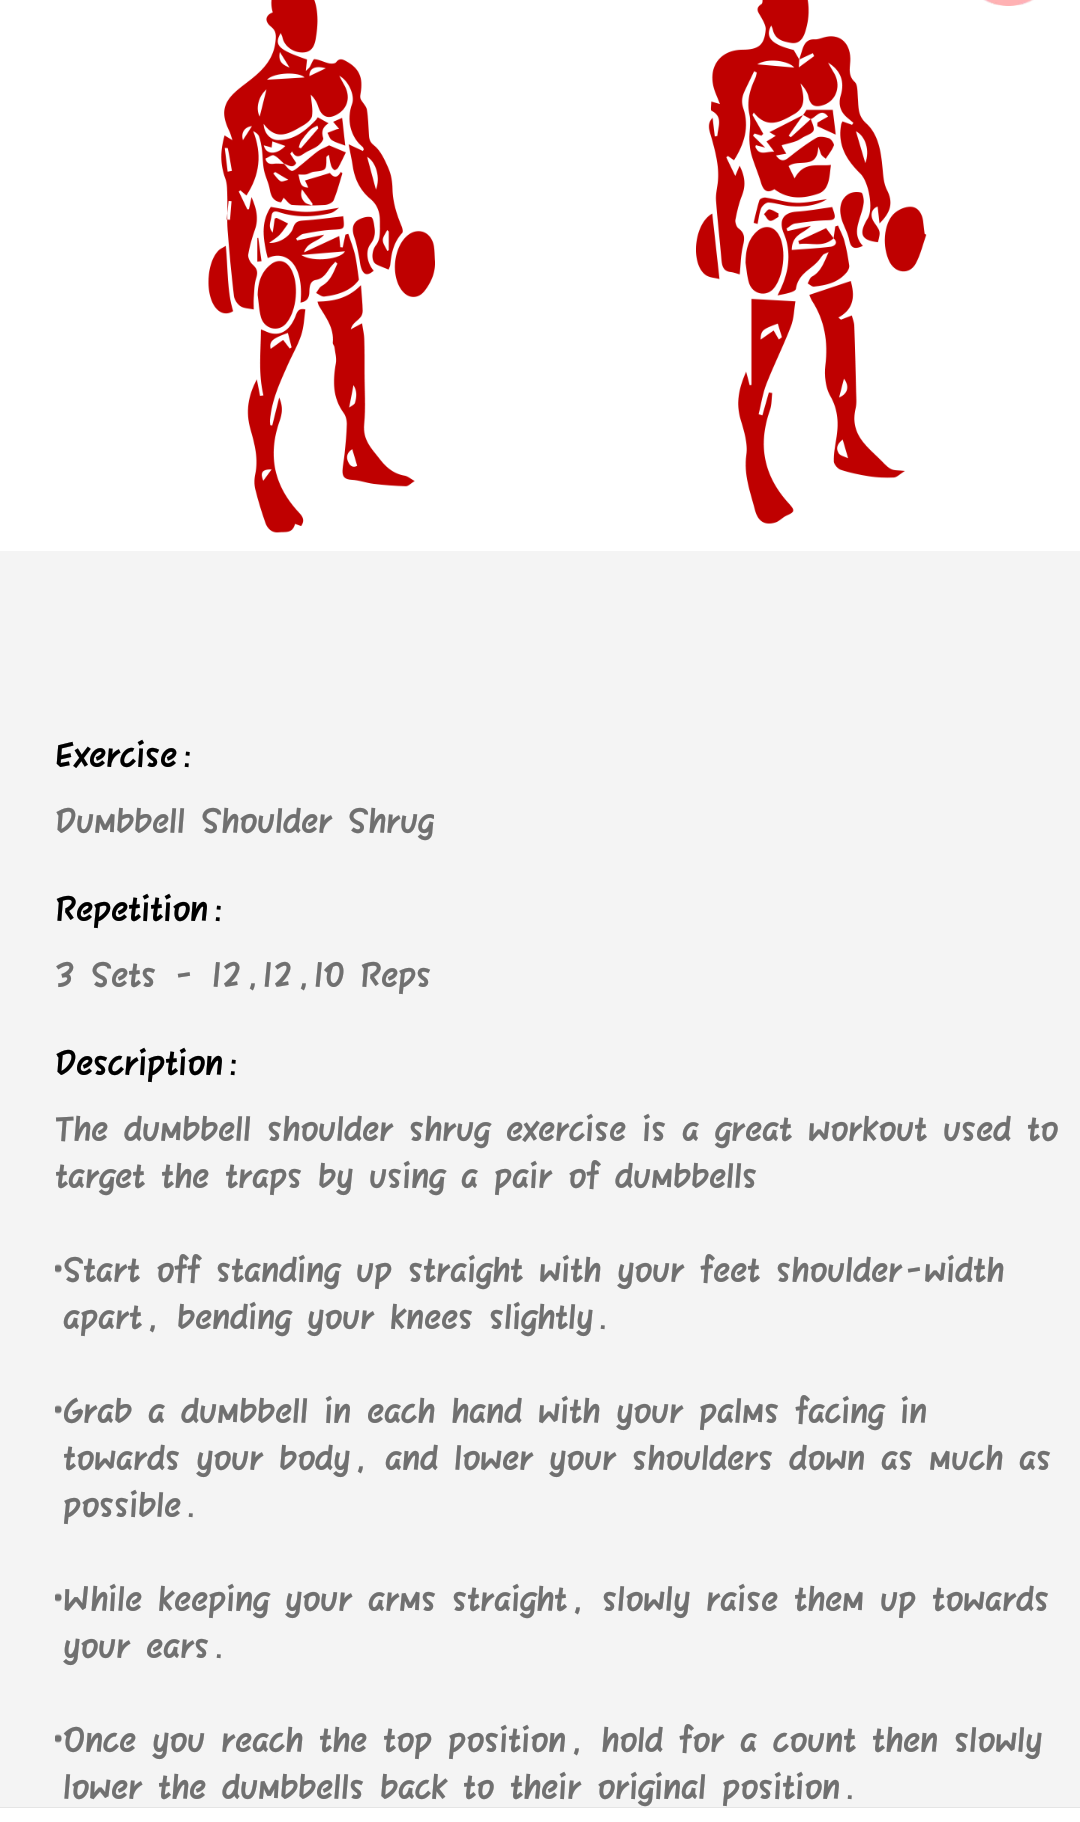 Exercise:
Dumbbell Shoulder Shrug
Repetition:
3 Sets - 12,12,10 Reps
Description:
The dumbbell shoulder shrug exercise is a great workout used to
target the traps by using a pair of dumbbells
•Start off standing up straight with your feet shoulder-width
apart, bending your knees slightly.
•Grab a dumbbell in each hand with your palms facing in
towards your body, and lower your shoulders down as much as
possible.
•While keeping your arms straight, slowly raise them up towards
your ears.
•Once you reach the top position, hold for a count then slowly
lower the dumbbells back to their original position.